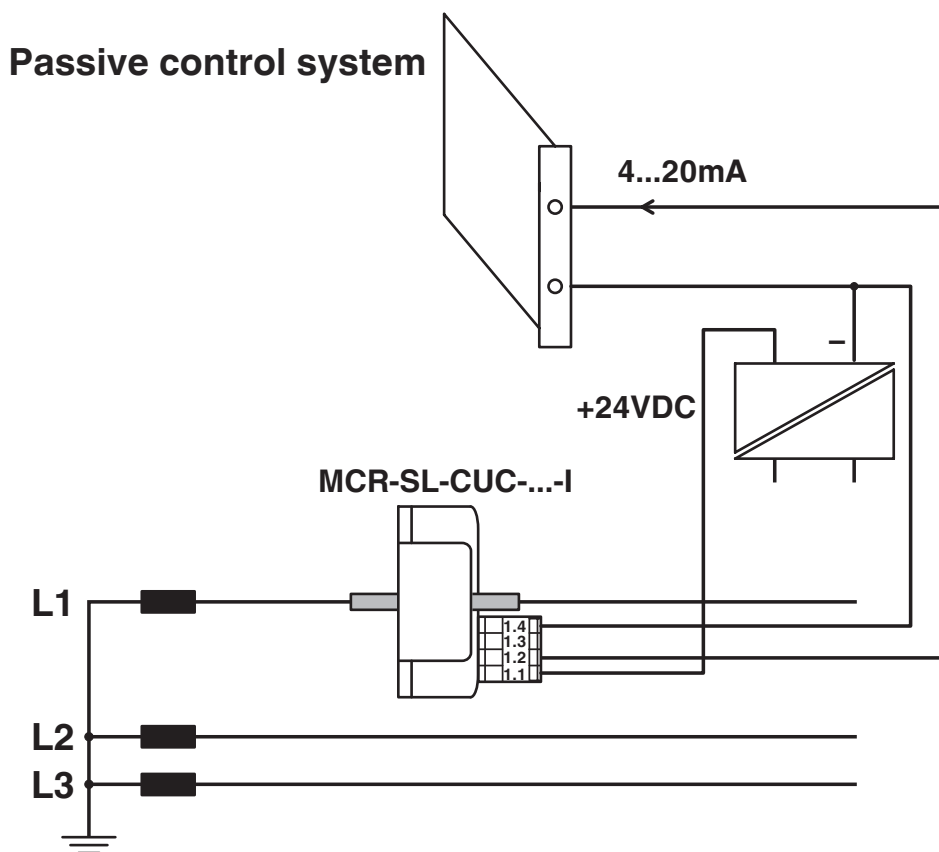 Passive control system
4...20mA
–
+24VDC
MCR-SL-CUC-...-I
L1
1.4
1.3
1.2
1.1
L2
L3